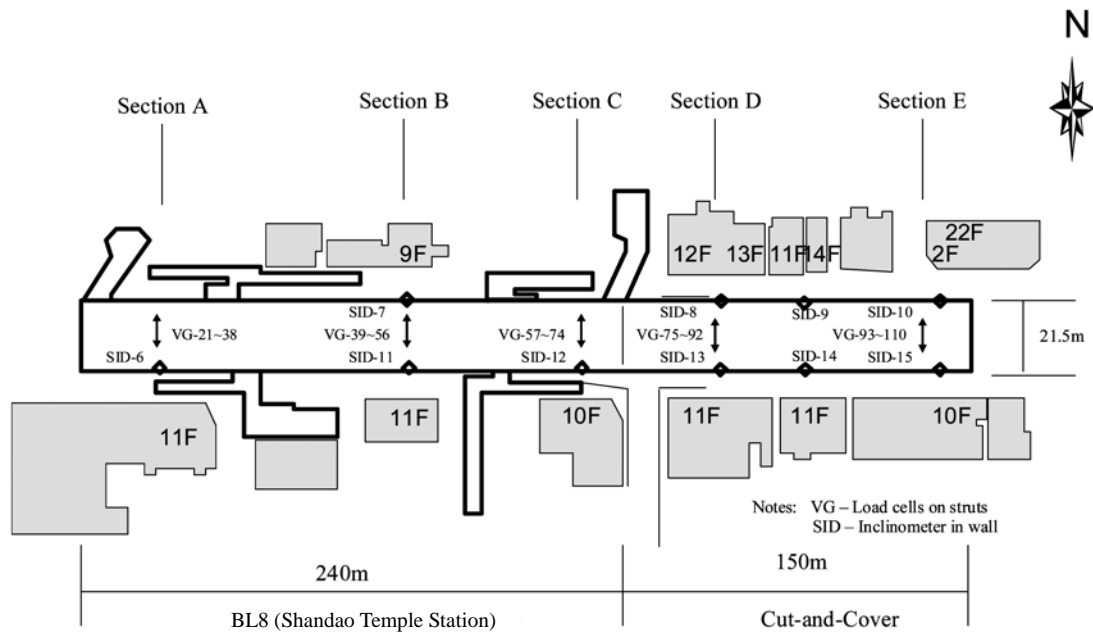 N
Section A Section B Section C Section D Section E
9F 12F 13F 11F 14F 22F
2F
SID-7 SID-8 SID-9 SID-10
VG-21~38 VG-39~56 VG-57~74 VG-75~92 VG-93~110 21.5m
SID-6 SID-11 SID-12 SID-13 SID-14 SID-15
11F 11F 10F 11F 11F 10F
Notes: VG – Load cells on struts
SID – Inclinometer in wall
240m 150m
BL8 (Shandao Temple Station) Cut-and-Cover